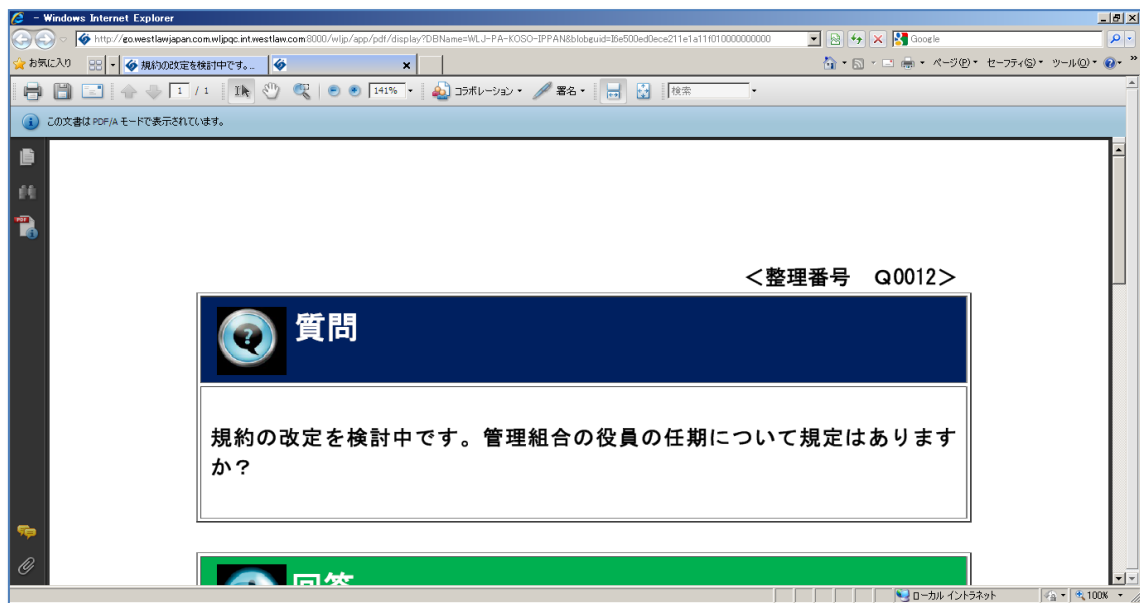 - Windows Internet Explorer
http://go.westlawjapan.com.wljpqc.int.westlaw.com:8000/wljp/app/pdf/display?DBName=WLJ-PA-KOSO-IPPAN&blobguid=I6e500ed0ece211e1a11f010000000000
Google
お気に入り
規約の改定を検討中です。...
ページ(P)
セーフティ(S)
ツール(O)
1 / 1
141%
コラボレーション
署名
検索
この文書は PDF/A モードで表示されています。
＜整理番号 Q0012＞
質問
規約の改定を検討中です。管理組合の役員の任期について規定はあります
か？
回答
ローカル イントラネット
100%